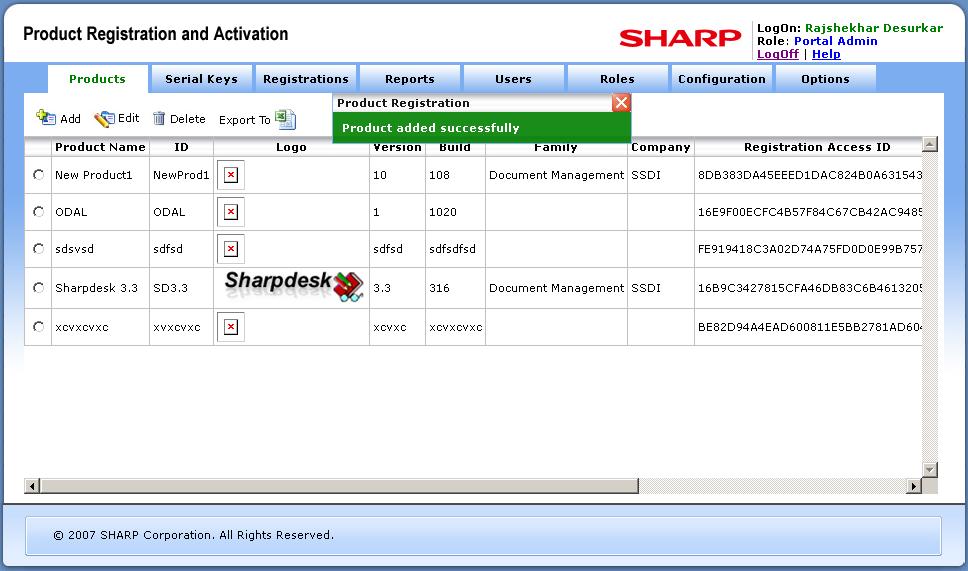 Product Registration and Activation
SHARP
LogOn: Rajshekhar Desurkar
Role: Portal Admin
LogOff | Help
Products Serial Keys Registrations Reports Users Roles Configuration Options
Add Edit Delete Export To
Product Registration
Product added successfully
Product Name ID Logo Version Build Family Company Registration Access ID
New Product1 NewProd1 10 108 Document Management SSDI 8DB383DA45EEED1DAC824B0A631543
ODAL ODAL 1 1020 16E9F00ECFC4B57F84C67CB42AC9485
sdsvsd sdfsd sdfsd sdfsdfsd FE919418C3A02D74A75FD0D0E99B757
Sharpdesk 3.3 SD3.3 Sharpdesk 3.3 316 Document Management SSDI 16B9C3427815CFA46DB83C6B4613205
xcvxcvxc xvxcvxc xcvxc xcvxcvxc BE82D94A4EAD600811E5BB2781AD604
© 2007 SHARP Corporation. All Rights Reserved.